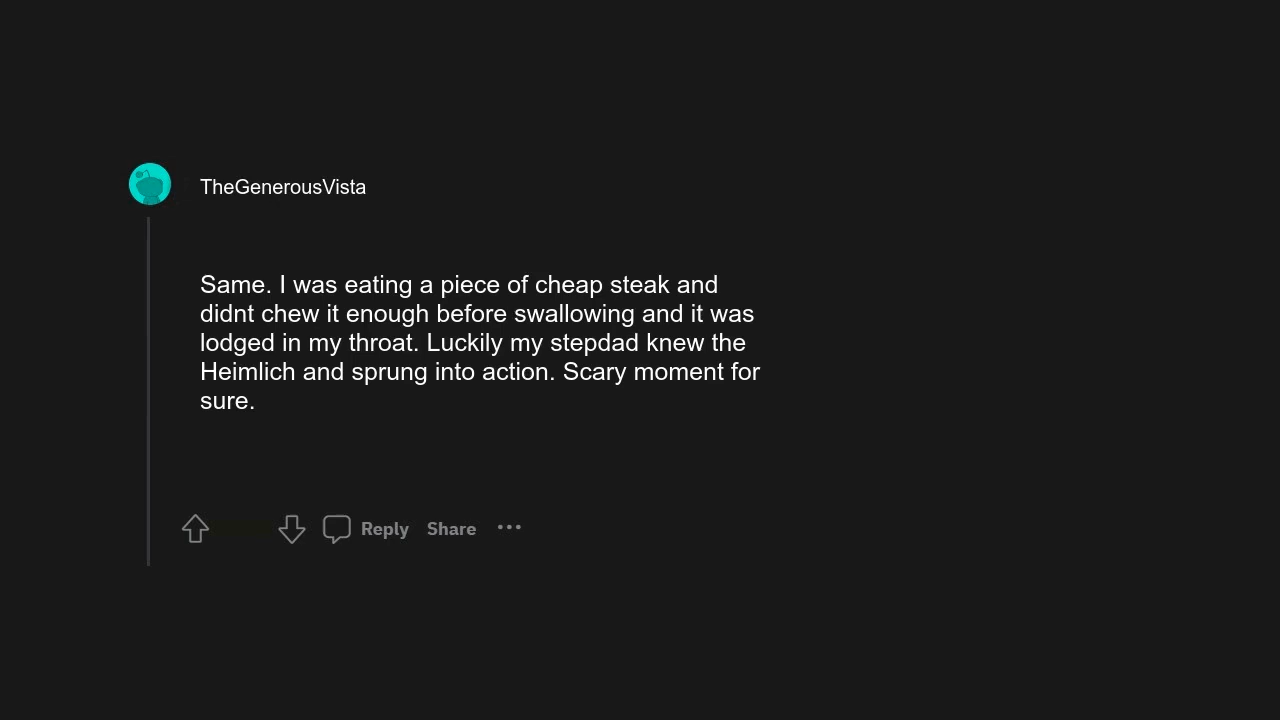 TheGenerousVista
Same. I was eating a piece of cheap steak and
didnt chew it enough before swallowing and it was
lodged in my throat. Luckily my stepdad knew the
Heimlich and sprung into action. Scary moment for
sure.
Reply Share